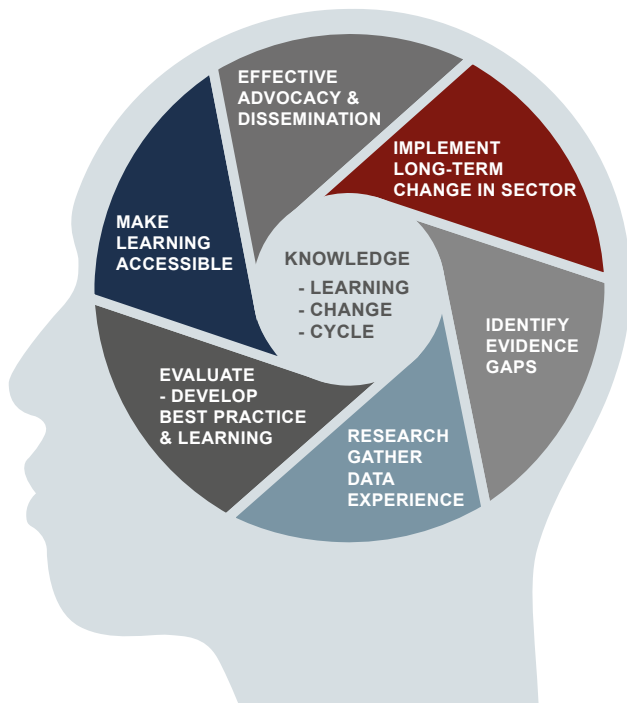 EFFECTIVE
ADVOCACY &
DISSEMINATION
IMPLEMENT
LONG-TERM
CHANGE IN SECTOR
MAKE
LEARNING
ACCESSIBLE
KNOWLEDGE
- LEARNING
- CHANGE
- CYCLE
IDENTIFY
EVIDENCE
GAPS
EVALUATE
- DEVELOP
BEST PRACTICE
& LEARNING
RESEARCH
GATHER
DATA
EXPERIENCE